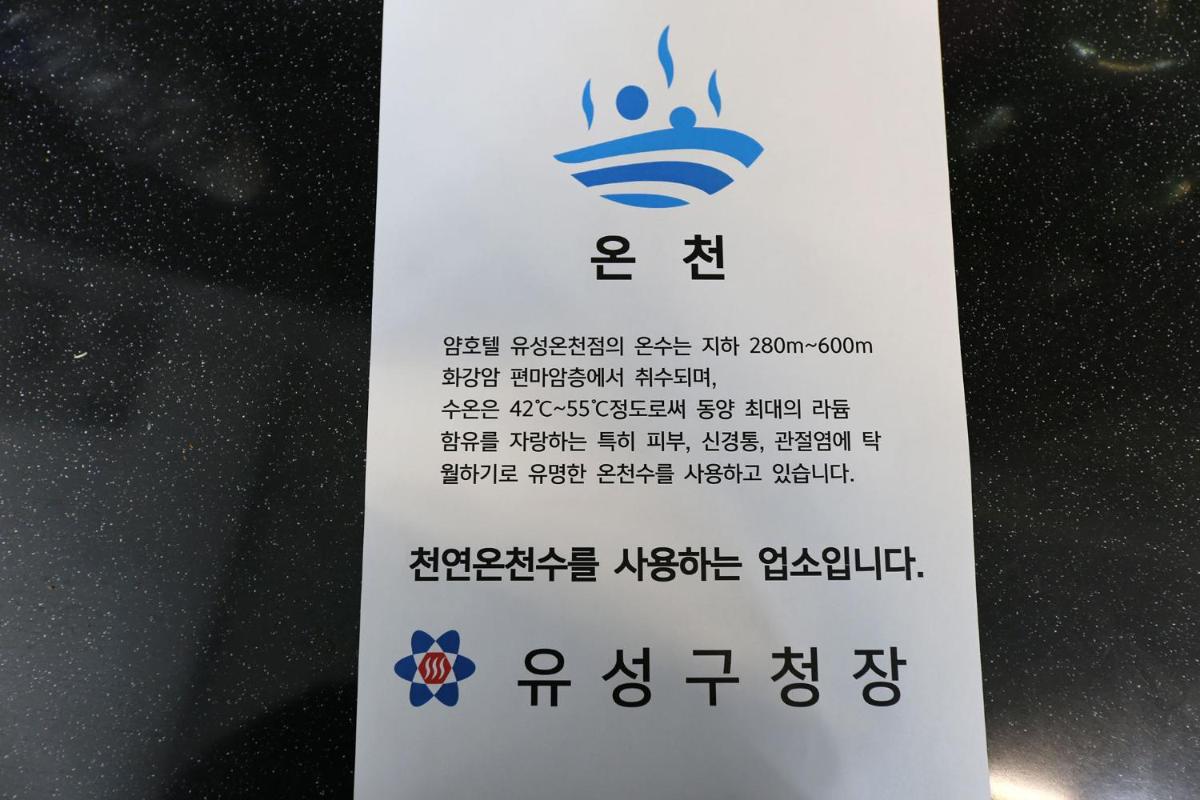 온 천
얌호텔 유성온천점의 온수는 지하 280m~600m
화강암 편마암층에서 취수되며,
수온은 42℃~55℃정도로써 동양 최대의 라듐
함유를 자랑하는 특히 피부, 신경통, 관절염에 탁
월하기로 유명한 온천수를 사용하고 있습니다.
천연온천수를 사용하는 업소입니다.
유 성 구 청 장